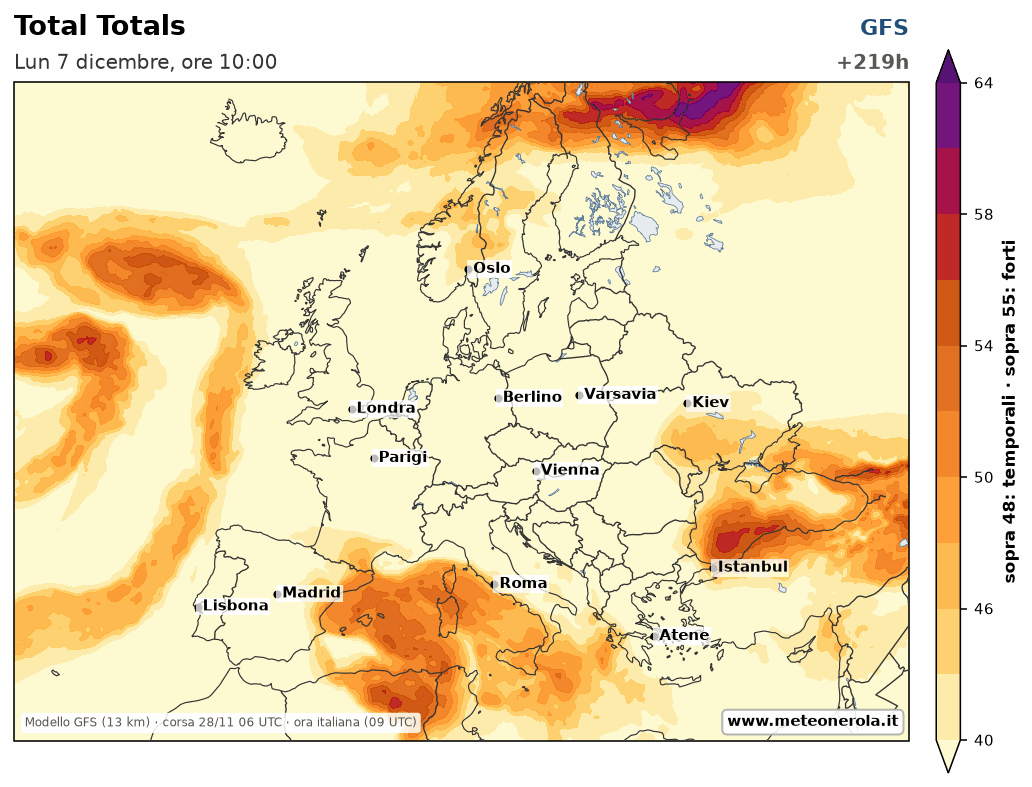 Total Totals
GFS
Lun 7 dicembre, ore 10:00
+219h
64
58
54
50
46
40
sopra 48: temporali · sopra 55: forti
Oslo
Berlino
Varsavia
Kiev
Londra
Parigi
Vienna
Istanbul
Roma
Madrid
Lisbona
Atene
Modello GFS (13 km) · corsa 28/11 06 UTC · ora italiana (09 UTC)
www.meteonerola.it